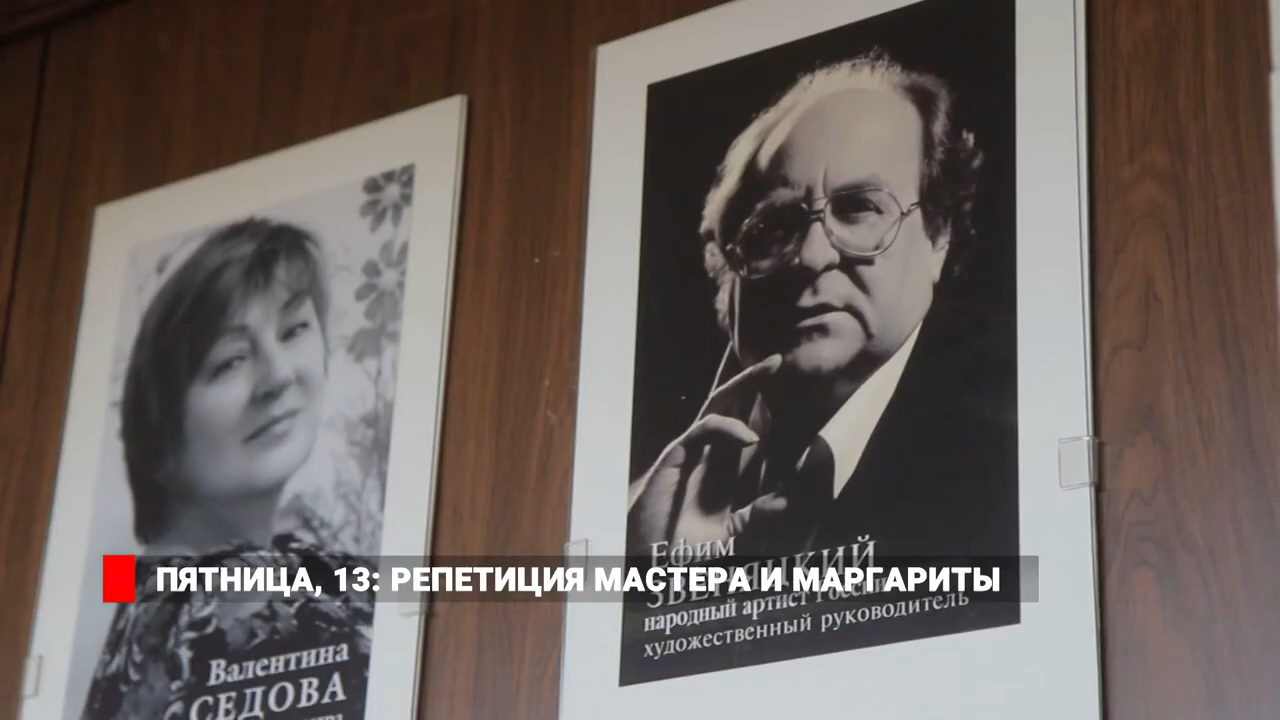 ПЯТНИЦА, 13: РЕПЕТИЦИЯ МАСТЕРА И МАРГАРИТЫ
Ефим
народный артист России
художественный руководитель
Валентина
СЕДОВА